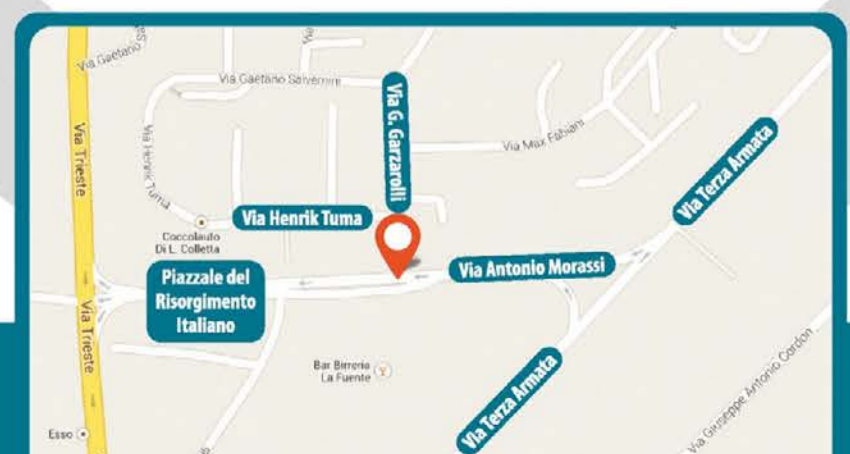 Via Gaetano
Via Gaetano Salvemini
Via G. Garzarolli
Via Trieste
Via Henrik Tuma
Via Max Fabiani
Via Terza Armata
Via Henrik Tuma
Coccolauto
Di L. Colletta
Via Antonio Morassi
Piazzale del
Risorgimento
Italiano
Via Trieste
Bar Birreria
La Fuente
Via Terza Armata
Via Giuseppe Antonio Cordon
Esso